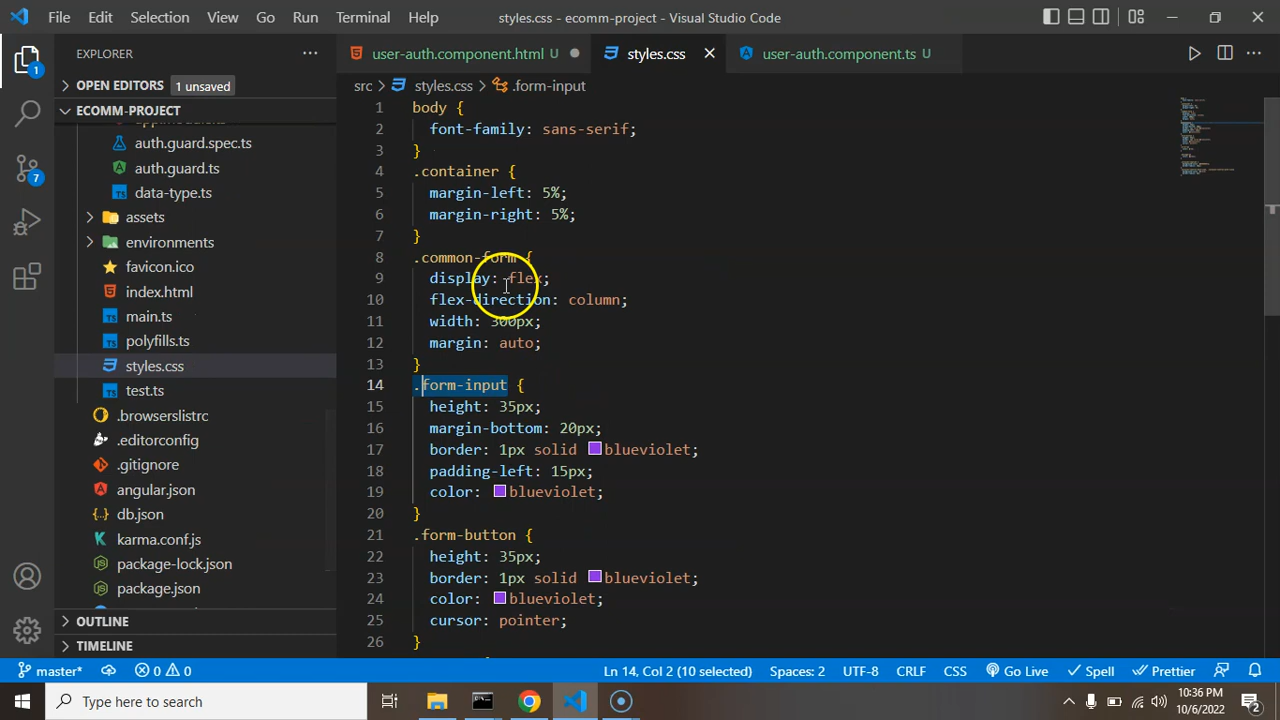 File Edit Selection View Go Run Terminal Help styles.css - ecomm-project - Visual Studio Code
EXPLORER
user-auth.component.html U styles.css user-auth.component.ts U
OPEN EDITORS 1 unsaved
src styles.css .form-input
ECOMM-PROJECT
auth.guard.spec.ts
auth.guard.ts
data-type.ts
assets
environments
favicon.ico
index.html
main.ts
polyfills.ts
styles.css
test.ts
.browserslistrc
.editorconfig
.gitignore
angular.json
db.json
karma.conf.js
package-lock.json
package.json
OUTLINE
TIMELINE
1
7
1 body {
2 font-family: sans-serif;
3 }
4 .container {
5 margin-left: 5%;
6 margin-right: 5%;
7 }
8 .common-form {
9 display: flex;
10 flex-direction: column;
11 width: 300px;
12 margin: auto;
13 }
14 .form-input {
15 height: 35px;
16 margin-bottom: 20px;
17 border: 1px solid blueviolet;
18 padding-left: 15px;
19 color: blueviolet;
20 }
21 .form-button {
22 height: 35px;
23 border: 1px solid blueviolet;
24 color: blueviolet;
25 cursor: pointer;
26 }
master* 0 0 Ln 14, Col 2 (10 selected) Spaces: 2 UTF-8 CRLF CSS Go Live Spell Prettier
Type here to search
10:36 PM
10/6/2022
2